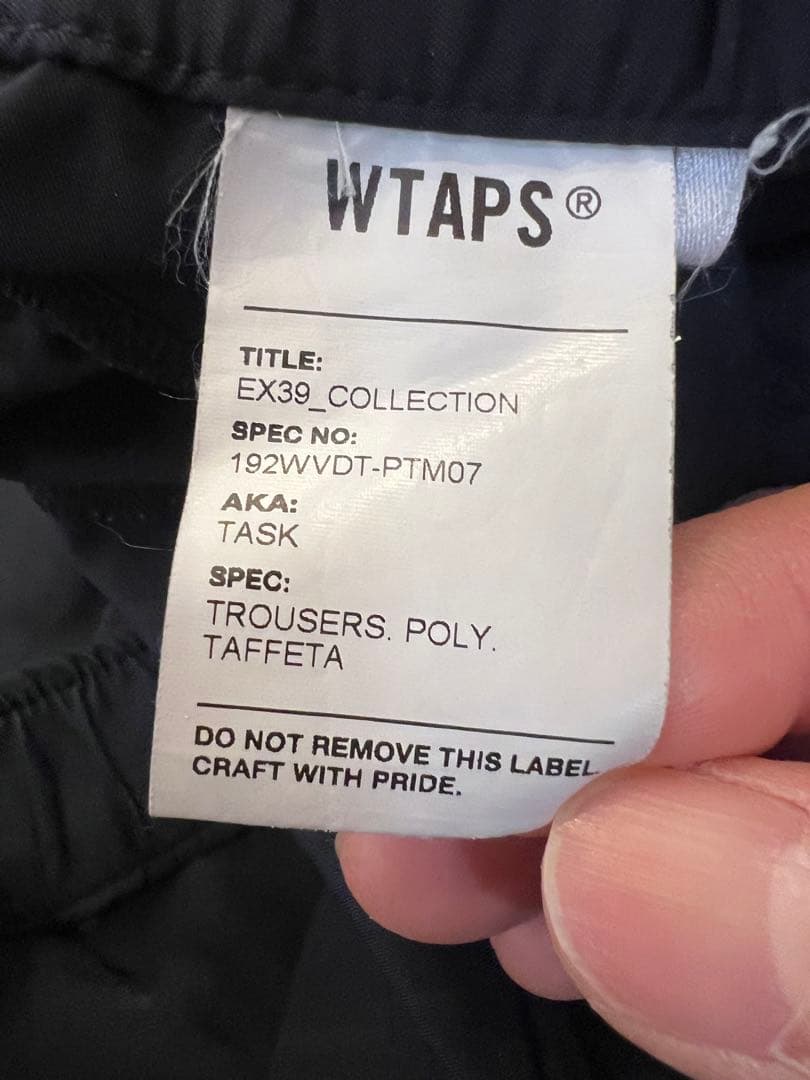 WTAPS®
TITLE:
EX39_COLLECTION
SPEC NO:
192WVDT-PTM07
AKA:
TASK
SPEC:
TROUSERS. POLY.
TAFFETA
DO NOT REMOVE THIS LABEL.
CRAFT WITH PRIDE.